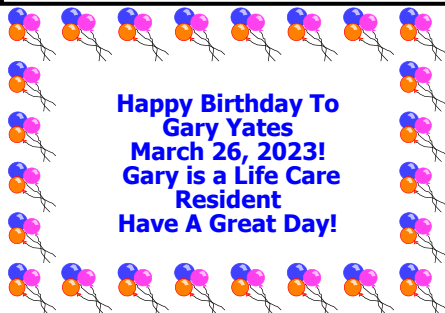 Happy Birthday To
Gary Yates
March 26, 2023!
Gary is a Life Care
Resident
Have A Great Day!